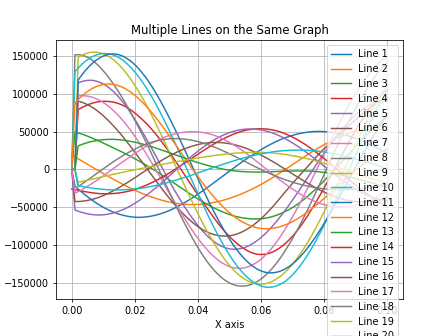 Multiple Lines on the Same Graph
150000
100000
50000
0
−50000
−100000
−150000
0.00
0.02
0.04
0.06
X axis
Line 1
Line 2
Line 3
Line 4
Line 5
Line 6
Line 7
Line 8
Line 9
Line 10
Line 11
Line 12
Line 13
Line 14
Line 15
Line 16
Line 17
Line 18
Line 19
Line 20